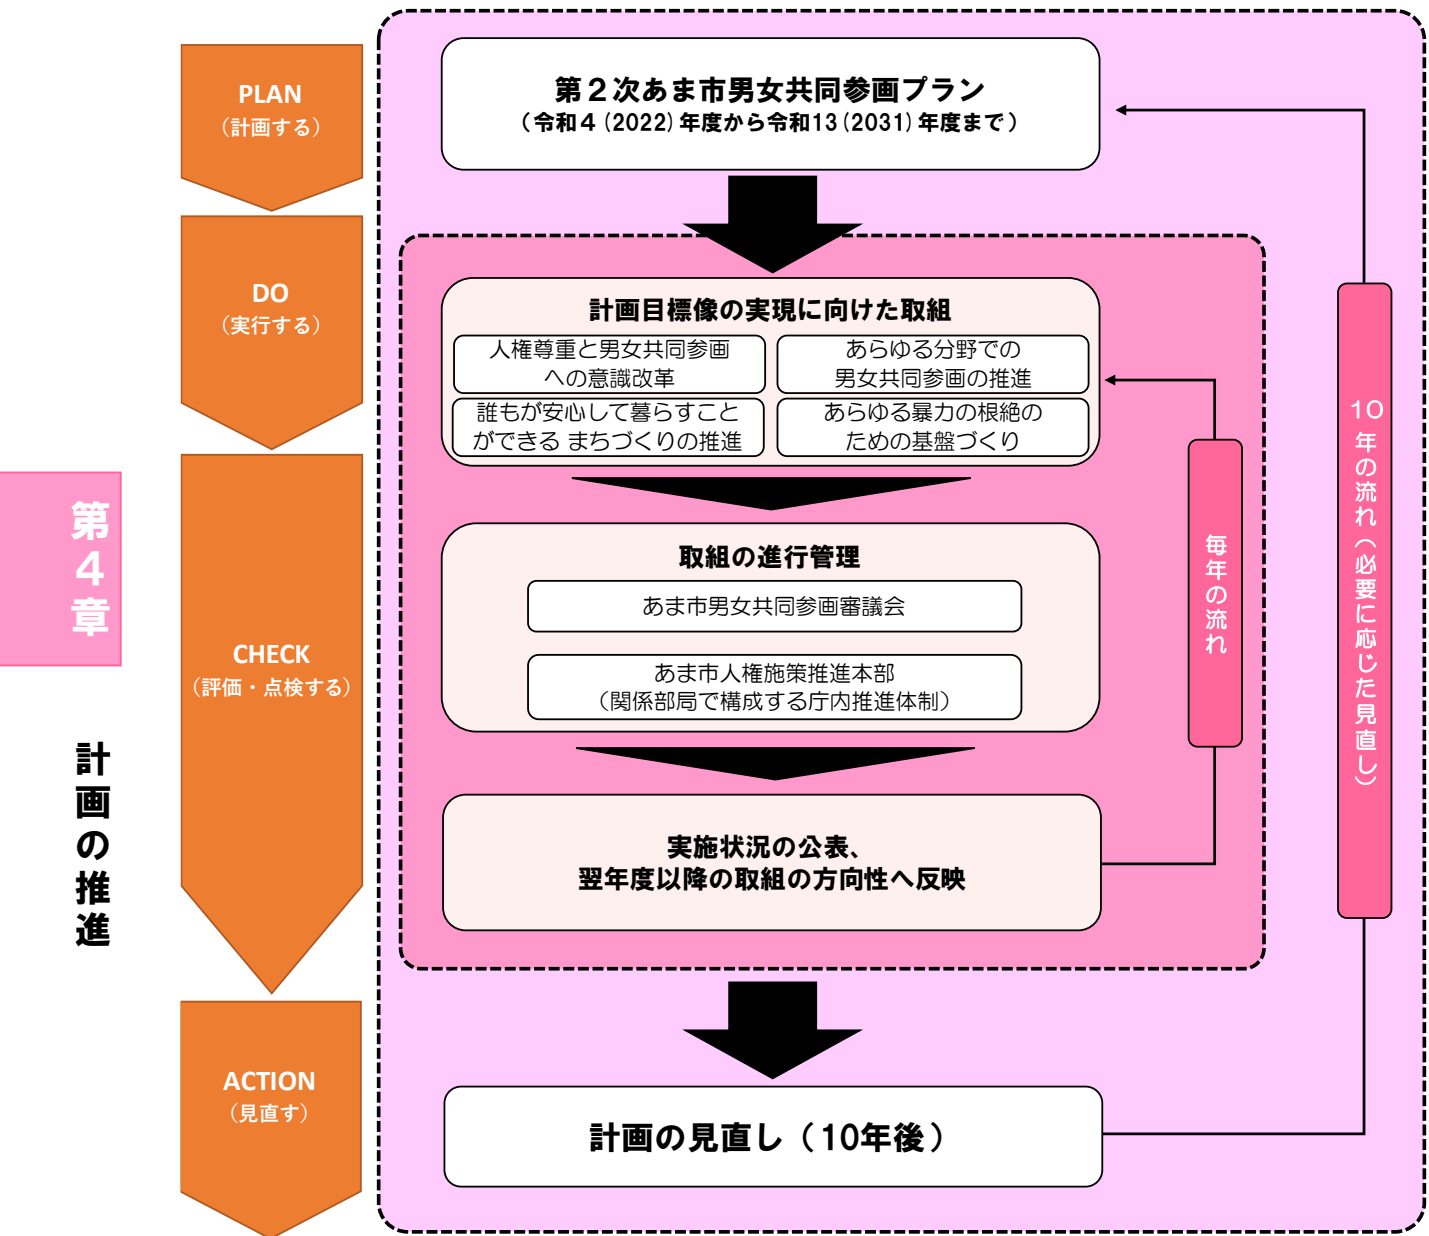 PLAN
（計画する）
第２次あま市男女共同参画プラン
（令和４(2022)年度から令和13(2031)年度まで）
DO
（実行する）
計画目標像の実現に向けた取組
人権尊重と男女共同参画
への意識改革
あらゆる分野での
男女共同参画の推進
誰もが安心して暮らすこと
ができる まちづくりの推進
あらゆる暴力の根絶の
ための基盤づくり
CHECK
（評価・点検する）
取組の進行管理
あま市男女共同参画審議会
あま市人権施策推進本部
（関係部局で構成する庁内推進体制）
実施状況の公表、
翌年度以降の取組の方向性へ反映
毎年の流れ
10年の流れ（必要に応じた見直し）
ACTION
（見直す）
計画の見直し（10年後）
第４章
計画の推進